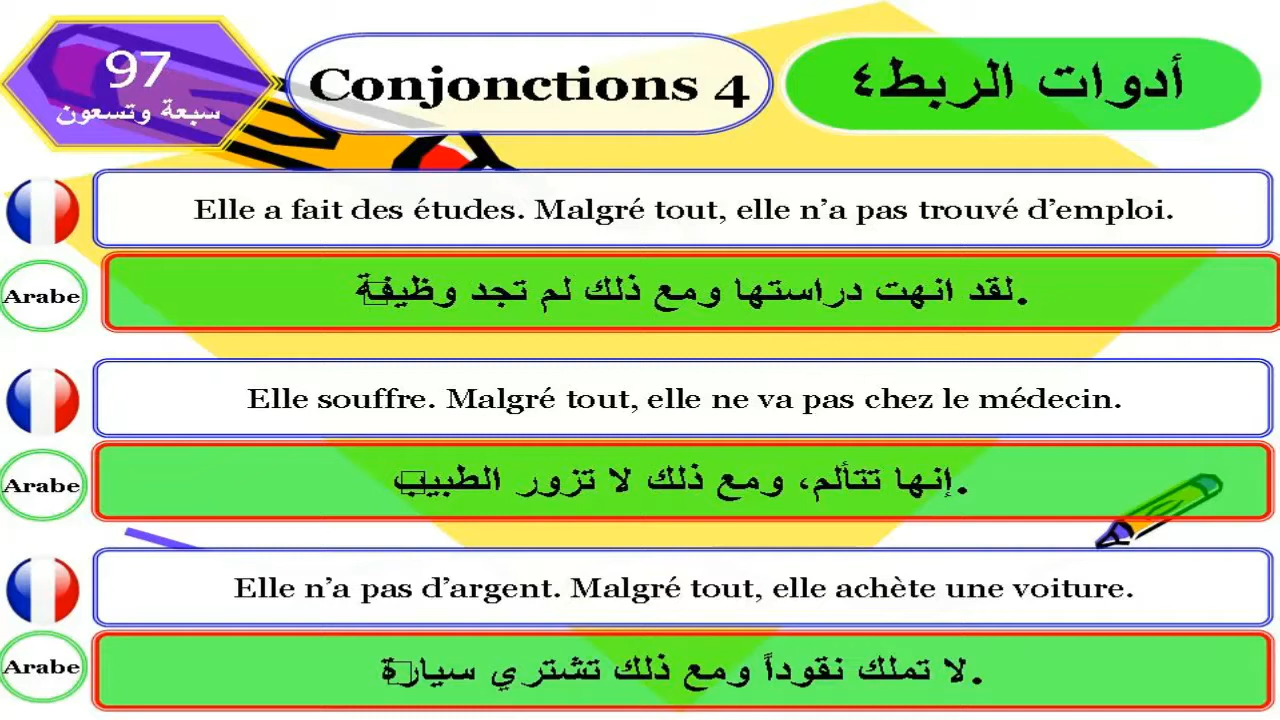 97
سبعة وتسعون
Conjonctions 4
أدوات الربط٤
Elle a fait des études. Malgré tout, elle n’a pas trouvé d’emploi.
Arabe
لقد انهت دراستها ومع ذلك لم تجد وظيفة.
Elle souffre. Malgré tout, elle ne va pas chez le médecin.
Arabe
إنها تتألم، ومع ذلك لا تزور الطبيب.
Elle n’a pas d’argent. Malgré tout, elle achète une voiture.
Arabe
لا تملك نقوداً ومع ذلك تشتري سيارة.